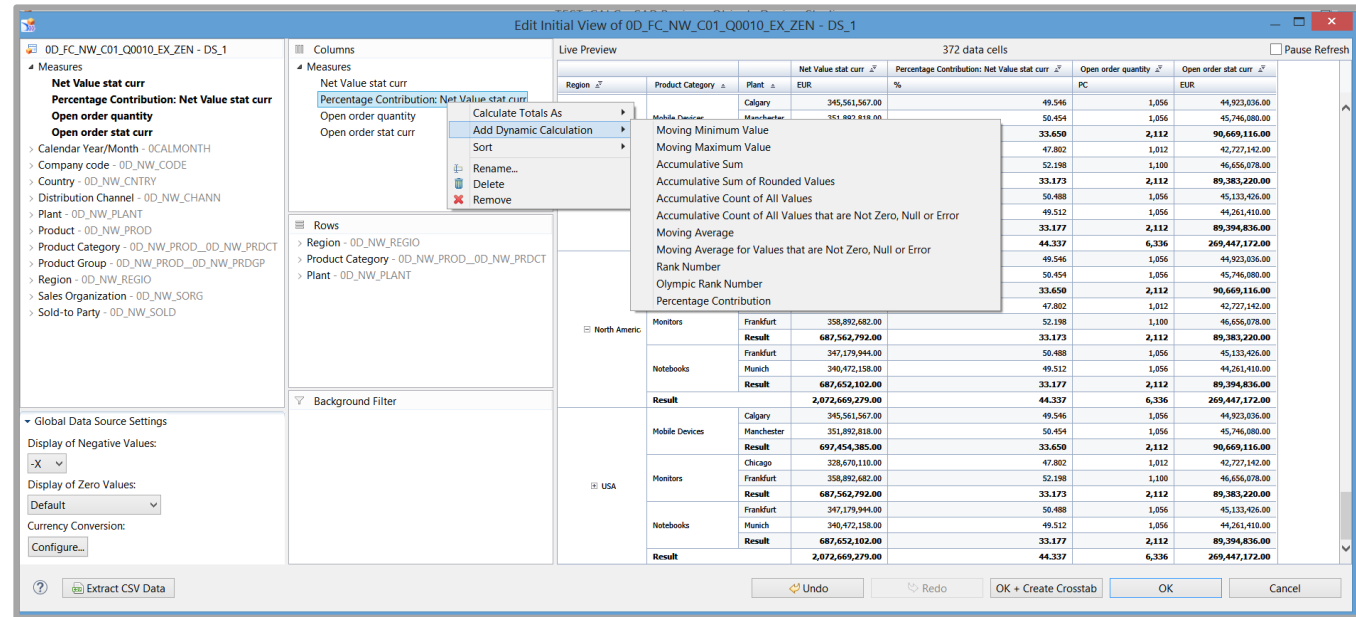 Edit Initial View of 0D_FC_NW_C01_Q0010_EX_ZEN - DS_1
0D_FC_NW_C01_Q0010_EX_ZEN - DS_1
Measures
Net Value stat curr
Percentage Contribution: Net Value stat curr
Open order quantity
Open order stat curr
Calendar Year/Month - 0CALMONTH
Company code - 0D_NW_CODE
Country - 0D_NW_CNTRY
Distribution Channel - 0D_NW_CHANN
Plant - 0D_NW_PLANT
Product - 0D_NW_PROD
Product Category - 0D_NW_PROD__0D_NW_PRDCT
Product Group - 0D_NW_PROD__0D_NW_PRDGP
Region - 0D_NW_REGIO
Sales Organization - 0D_NW_SORG
Sold-to Party - 0D_NW_SOLD
Global Data Source Settings
Display of Negative Values:
-X
Display of Zero Values:
Default
Currency Conversion:
Configure...
Columns
Measures
Net Value stat curr
Percentage Contribution: Net Value stat curr
Open order quantity
Open order stat curr
Rows
Region - 0D_NW_REGIO
Product Category - 0D_NW_PROD__0D_NW_PRDCT
Plant - 0D_NW_PLANT
Background Filter
Calculate Totals As
Add Dynamic Calculation
Sort
Rename...
Delete
Remove
Moving Minimum Value
Moving Maximum Value
Accumulative Sum
Accumulative Sum of Rounded Values
Accumulative Count of All Values
Accumulative Count of All Values that are Not Zero, Null or Error
Moving Average
Moving Average for Values that are Not Zero, Null or Error
Rank Number
Olympic Rank Number
Percentage Contribution
Live Preview 372 data cells Pause Refresh
Net Value stat curr Percentage Contribution: Net Value stat curr Open order quantity Open order stat curr
Region Product Category Plant EUR % PC EUR
Calgary 345,561,567.00 49.546 1,056 44,923,036.00
Mobile Devices Manchester 351,892,818.00 50.454 1,056 45,746,080.00
33.650 2,112 90,669,116.00
47.802 1,012 42,727,142.00
52.198 1,100 46,656,078.00
33.173 2,112 89,383,220.00
50.488 1,056 45,133,426.00
49.512 1,056 44,261,410.00
33.177 2,112 89,394,836.00
44.337 6,336 269,447,172.00
49.546 1,056 44,923,036.00
50.454 1,056 45,746,080.00
33.650 2,112 90,669,116.00
47.802 1,012 42,727,142.00
North Americ Monitors Frankfurt 358,892,682.00 52.198 1,100 46,656,078.00
Result 687,562,792.00 33.173 2,112 89,383,220.00
Frankfurt 347,179,944.00 50.488 1,056 45,133,426.00
Notebooks Munich 340,472,158.00 49.512 1,056 44,261,410.00
Result 687,652,102.00 33.177 2,112 89,394,836.00
Result 2,072,669,279.00 44.337 6,336 269,447,172.00
Calgary 345,561,567.00 49.546 1,056 44,923,036.00
Mobile Devices Manchester 351,892,818.00 50.454 1,056 45,746,080.00
Result 697,454,385.00 33.650 2,112 90,669,116.00
Chicago 328,670,110.00 47.802 1,012 42,727,142.00
USA Monitors Frankfurt 358,892,682.00 52.198 1,100 46,656,078.00
Result 687,562,792.00 33.173 2,112 89,383,220.00
Frankfurt 347,179,944.00 50.488 1,056 45,133,426.00
Notebooks Munich 340,472,158.00 49.512 1,056 44,261,410.00
Result 687,652,102.00 33.177 2,112 89,394,836.00
Result 2,072,669,279.00 44.337 6,336 269,447,172.00
? Extract CSV Data Undo Redo OK + Create Crosstab OK Cancel